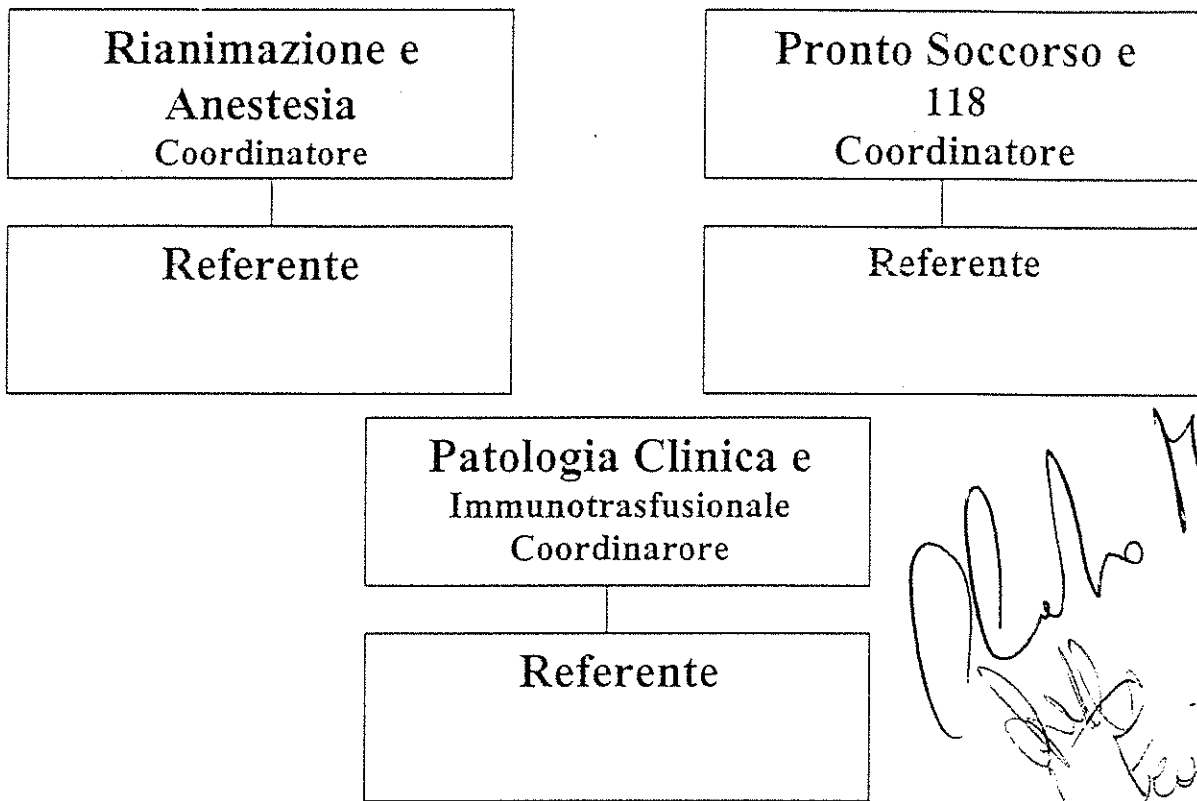 Rianimazione e
Anestesia
Coordinatore
Pronto Soccorso e
118
Coordinatore
Referente
Referente
Patologia Clinica e
Immunotrasfusionale
Coordinarore
Referente